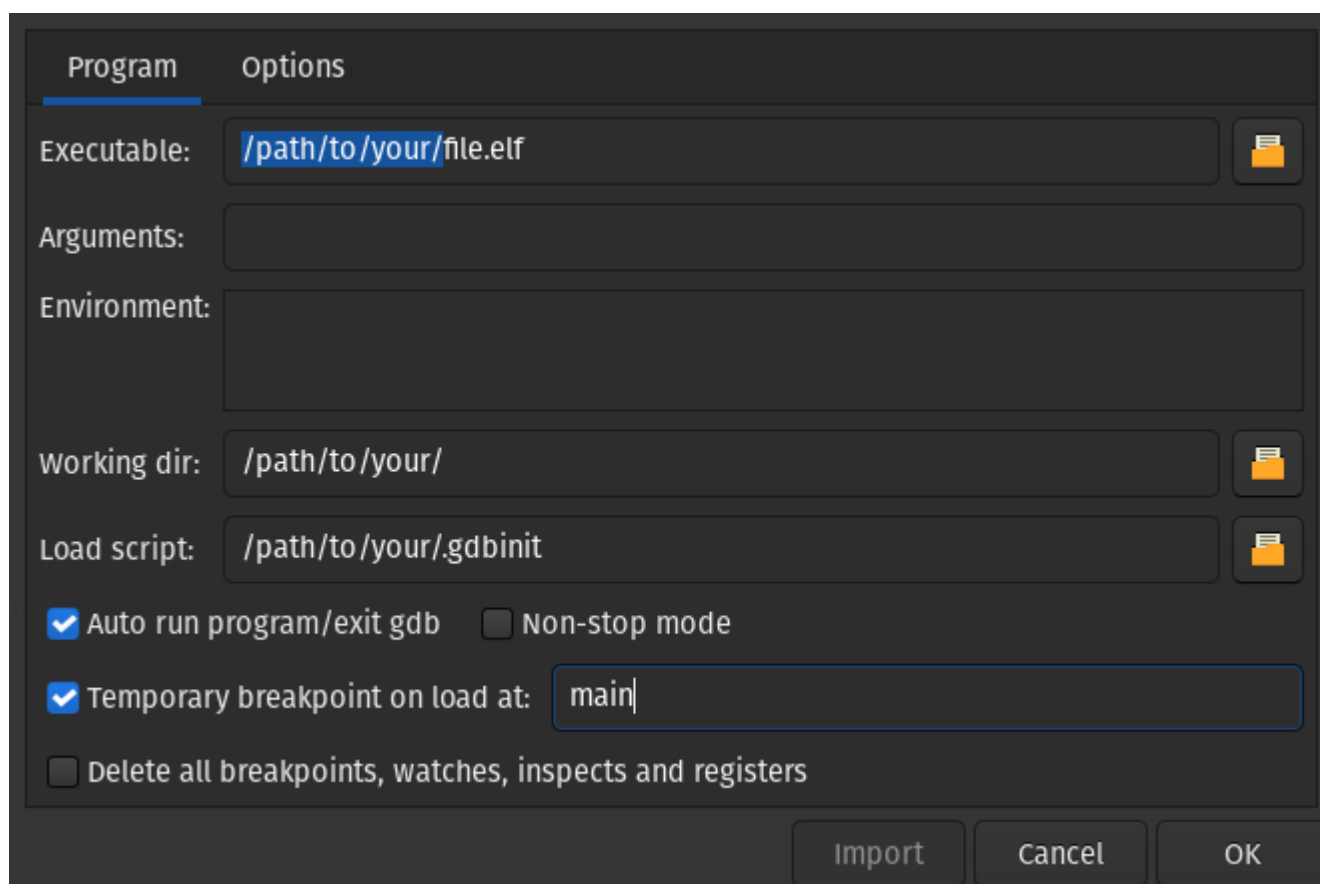 Program Options
Executable: /path/to/your/file.elf
Arguments:
Environment:
Working dir: /path/to/your/
Load script: /path/to/your/.gdbinit
Auto run program/exit gdb Non-stop mode
Temporary breakpoint on load at: main
Delete all breakpoints, watches, inspects and registers
Import Cancel OK